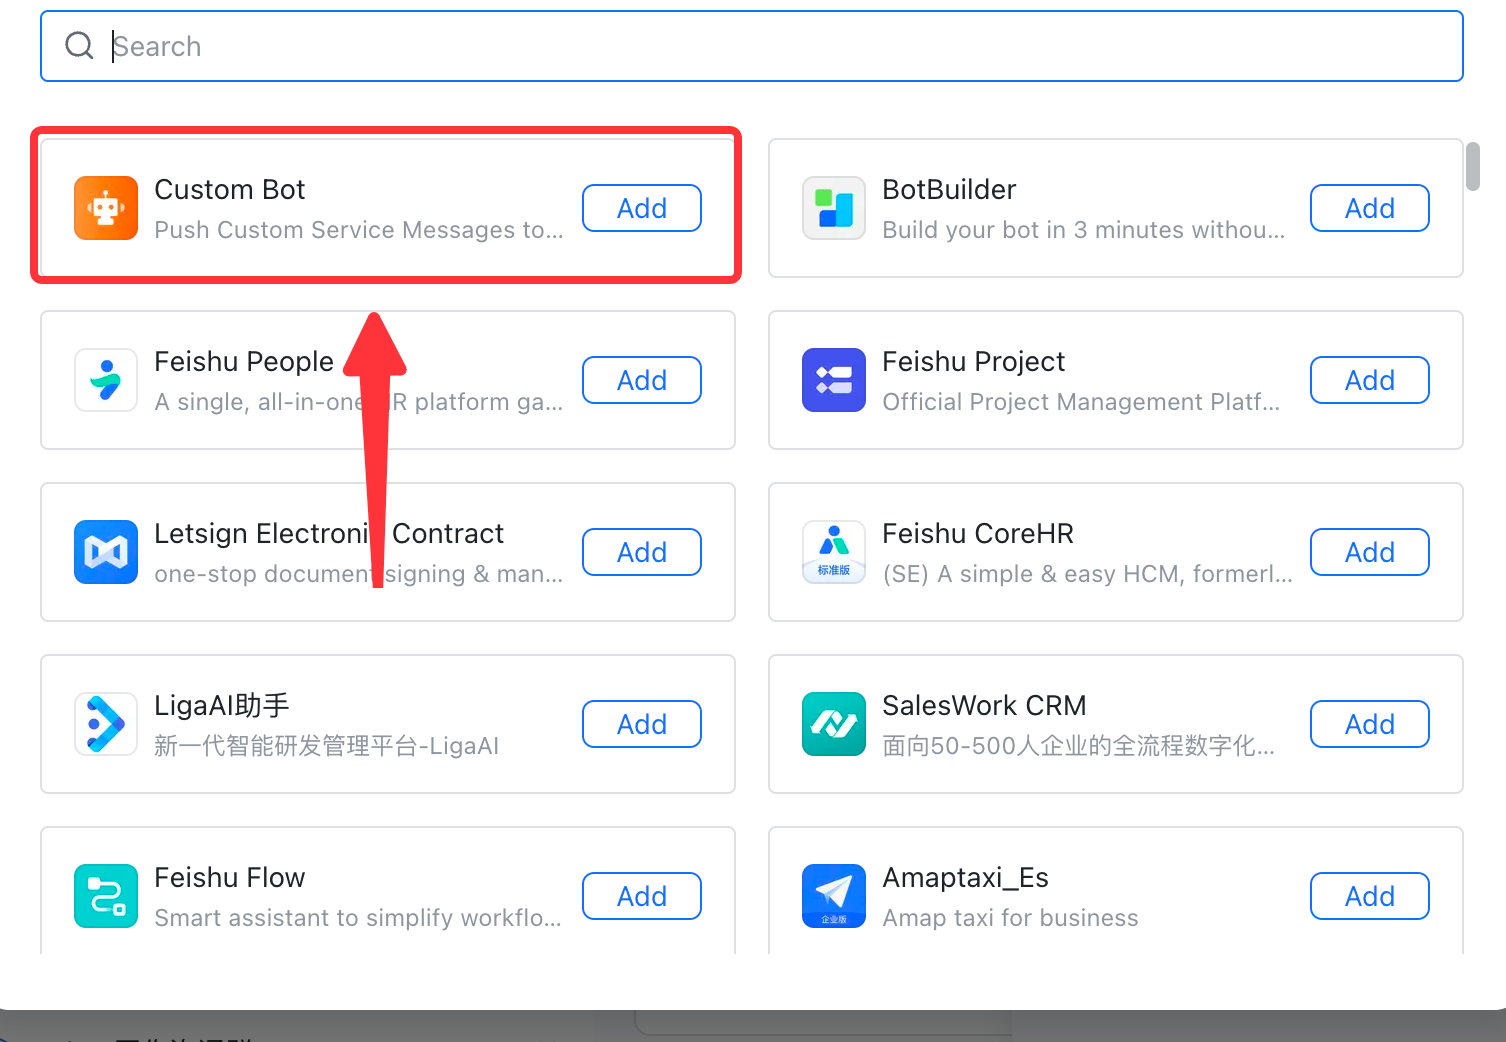 Search
Custom Bot
Push Custom Service Messages to...
Add
BotBuilder
Build your bot in 3 minutes withou...
Add
Feishu People
A single, all-in-one R platform ga...
Add
Feishu Project
Official Project Management Platf...
Add
Letsign Electroni Contract
one-stop document signing & man...
Add
Feishu CoreHR
(SE) A simple & easy HCM, formerl...
标准版
Add
LigaAI助手
新一代智能研发管理平台-LigaAI
Add
SalesWork CRM
面向50-500人企业的全流程数字化...
Add
Feishu Flow
Smart assistant to simplify workflo...
Add
Amaptaxi_Es
Amap taxi for business
企业版
Add